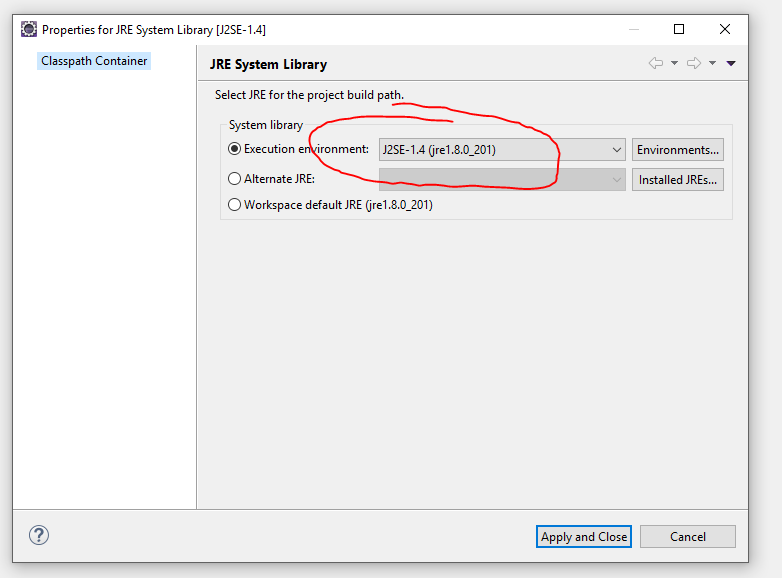 Properties for JRE System Library [J2SE-1.4]
Classpath Container
JRE System Library
Select JRE for the project build path.
System library
Execution environment: J2SE-1.4 (jre1.8.0_201) Environments...
Alternate JRE: Installed JREs...
Workspace default JRE (jre1.8.0_201)
? Apply and Close Cancel